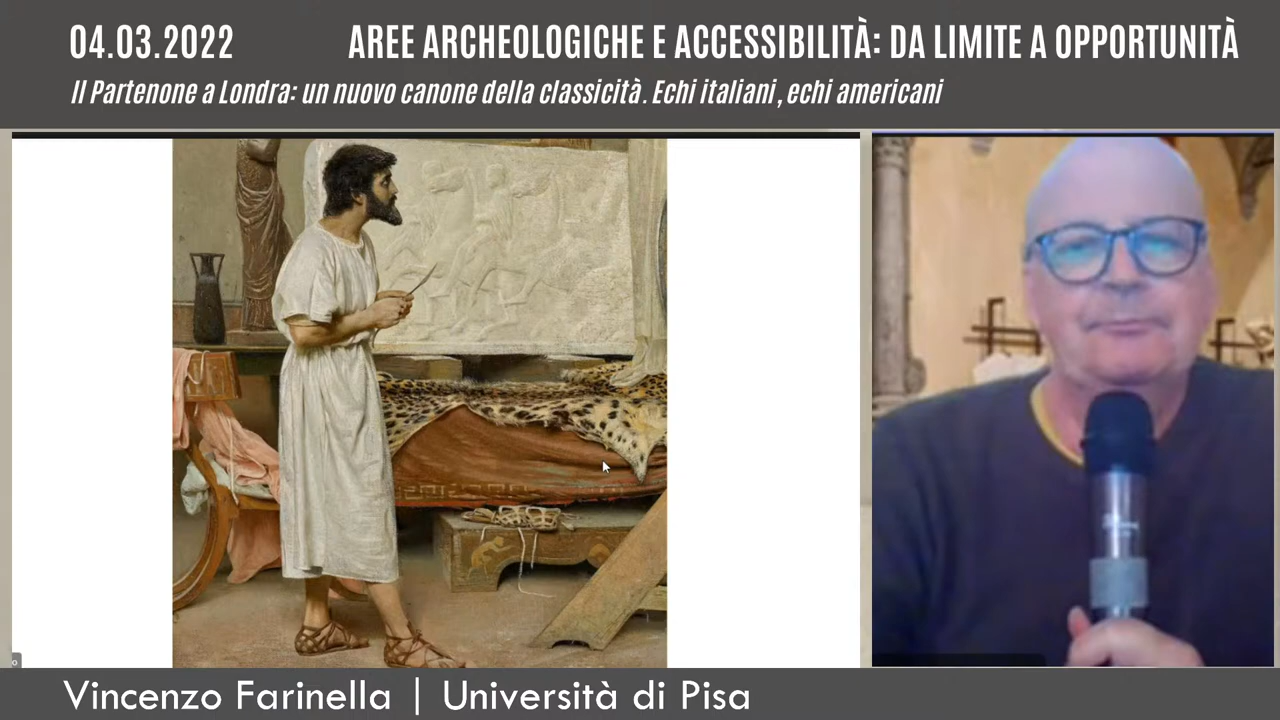 04.03.2022
AREE ARCHEOLOGICHE E ACCESSIBILITÀ: DA LIMITE A OPPORTUNITÀ
Il Partenone a Londra: un nuovo canone della classicità. Echi italiani, echi americani
Vincenzo Farinella | Università di Pisa